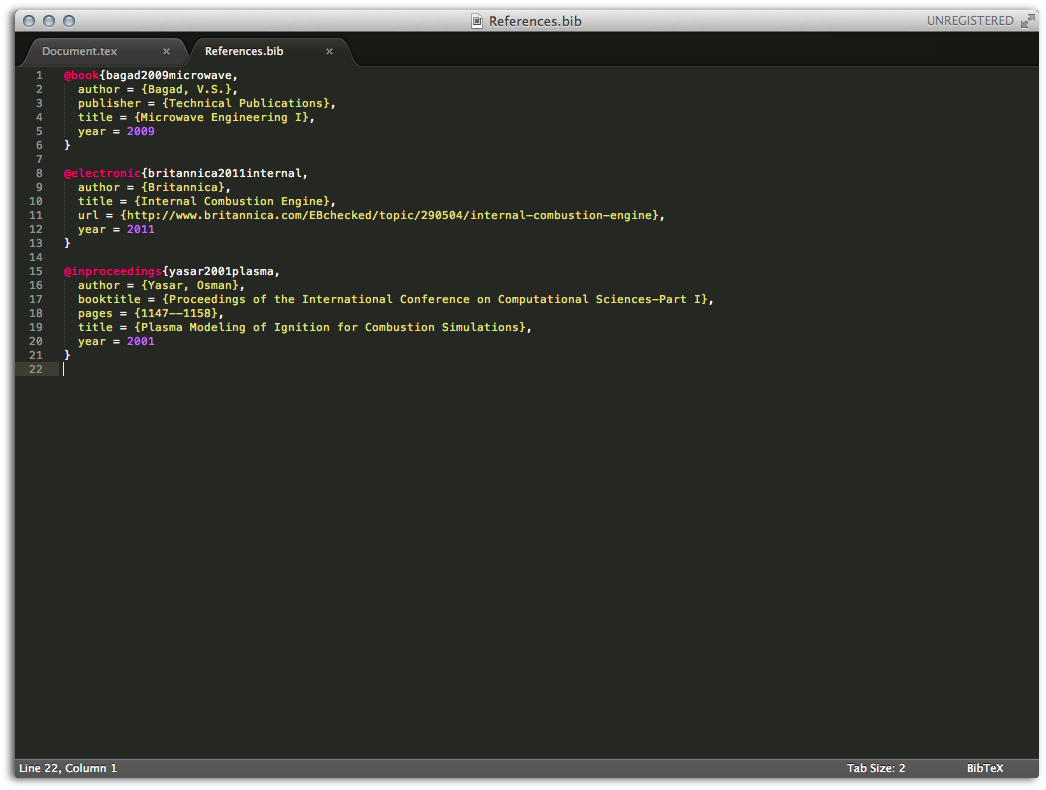 References.bib
UNREGISTERED
Document.tex × References.bib ×
1 @book{bagad2009microwave,
2   author = {Bagad, V.S.},
3   publisher = {Technical Publications},
4   title = {Microwave Engineering I},
5   year = 2009
6 }
7
8 @electronic{britannica2011internal,
9   author = {Britannica},
10   title = {Internal Combustion Engine},
11   url = {http://www.britannica.com/EBchecked/topic/290504/internal-combustion-engine},
12   year = 2011
13 }
14
15 @inproceedings{yasar2001plasma,
16   author = {Yasar, Osman},
17   booktitle = {Proceedings of the International Conference on Computational Sciences-Part I},
18   pages = {1147--1158},
19   title = {Plasma Modeling of Ignition for Combustion Simulations},
20   year = 2001
21 }
22
Line 22, Column 1
Tab Size: 2
BibTeX